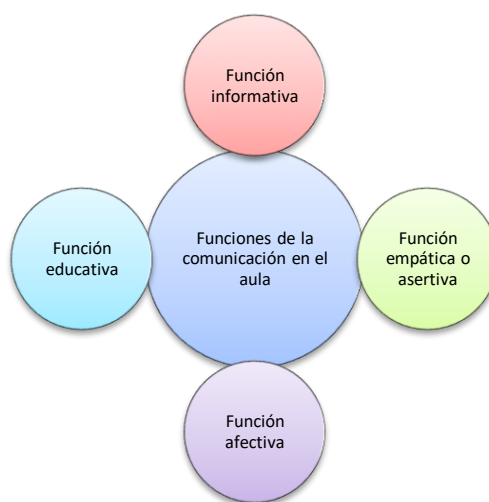 Función
informativa
Función
educativa
Funciones de la
comunicación en el
aula
Función
empática o
asertiva
Función
afectiva